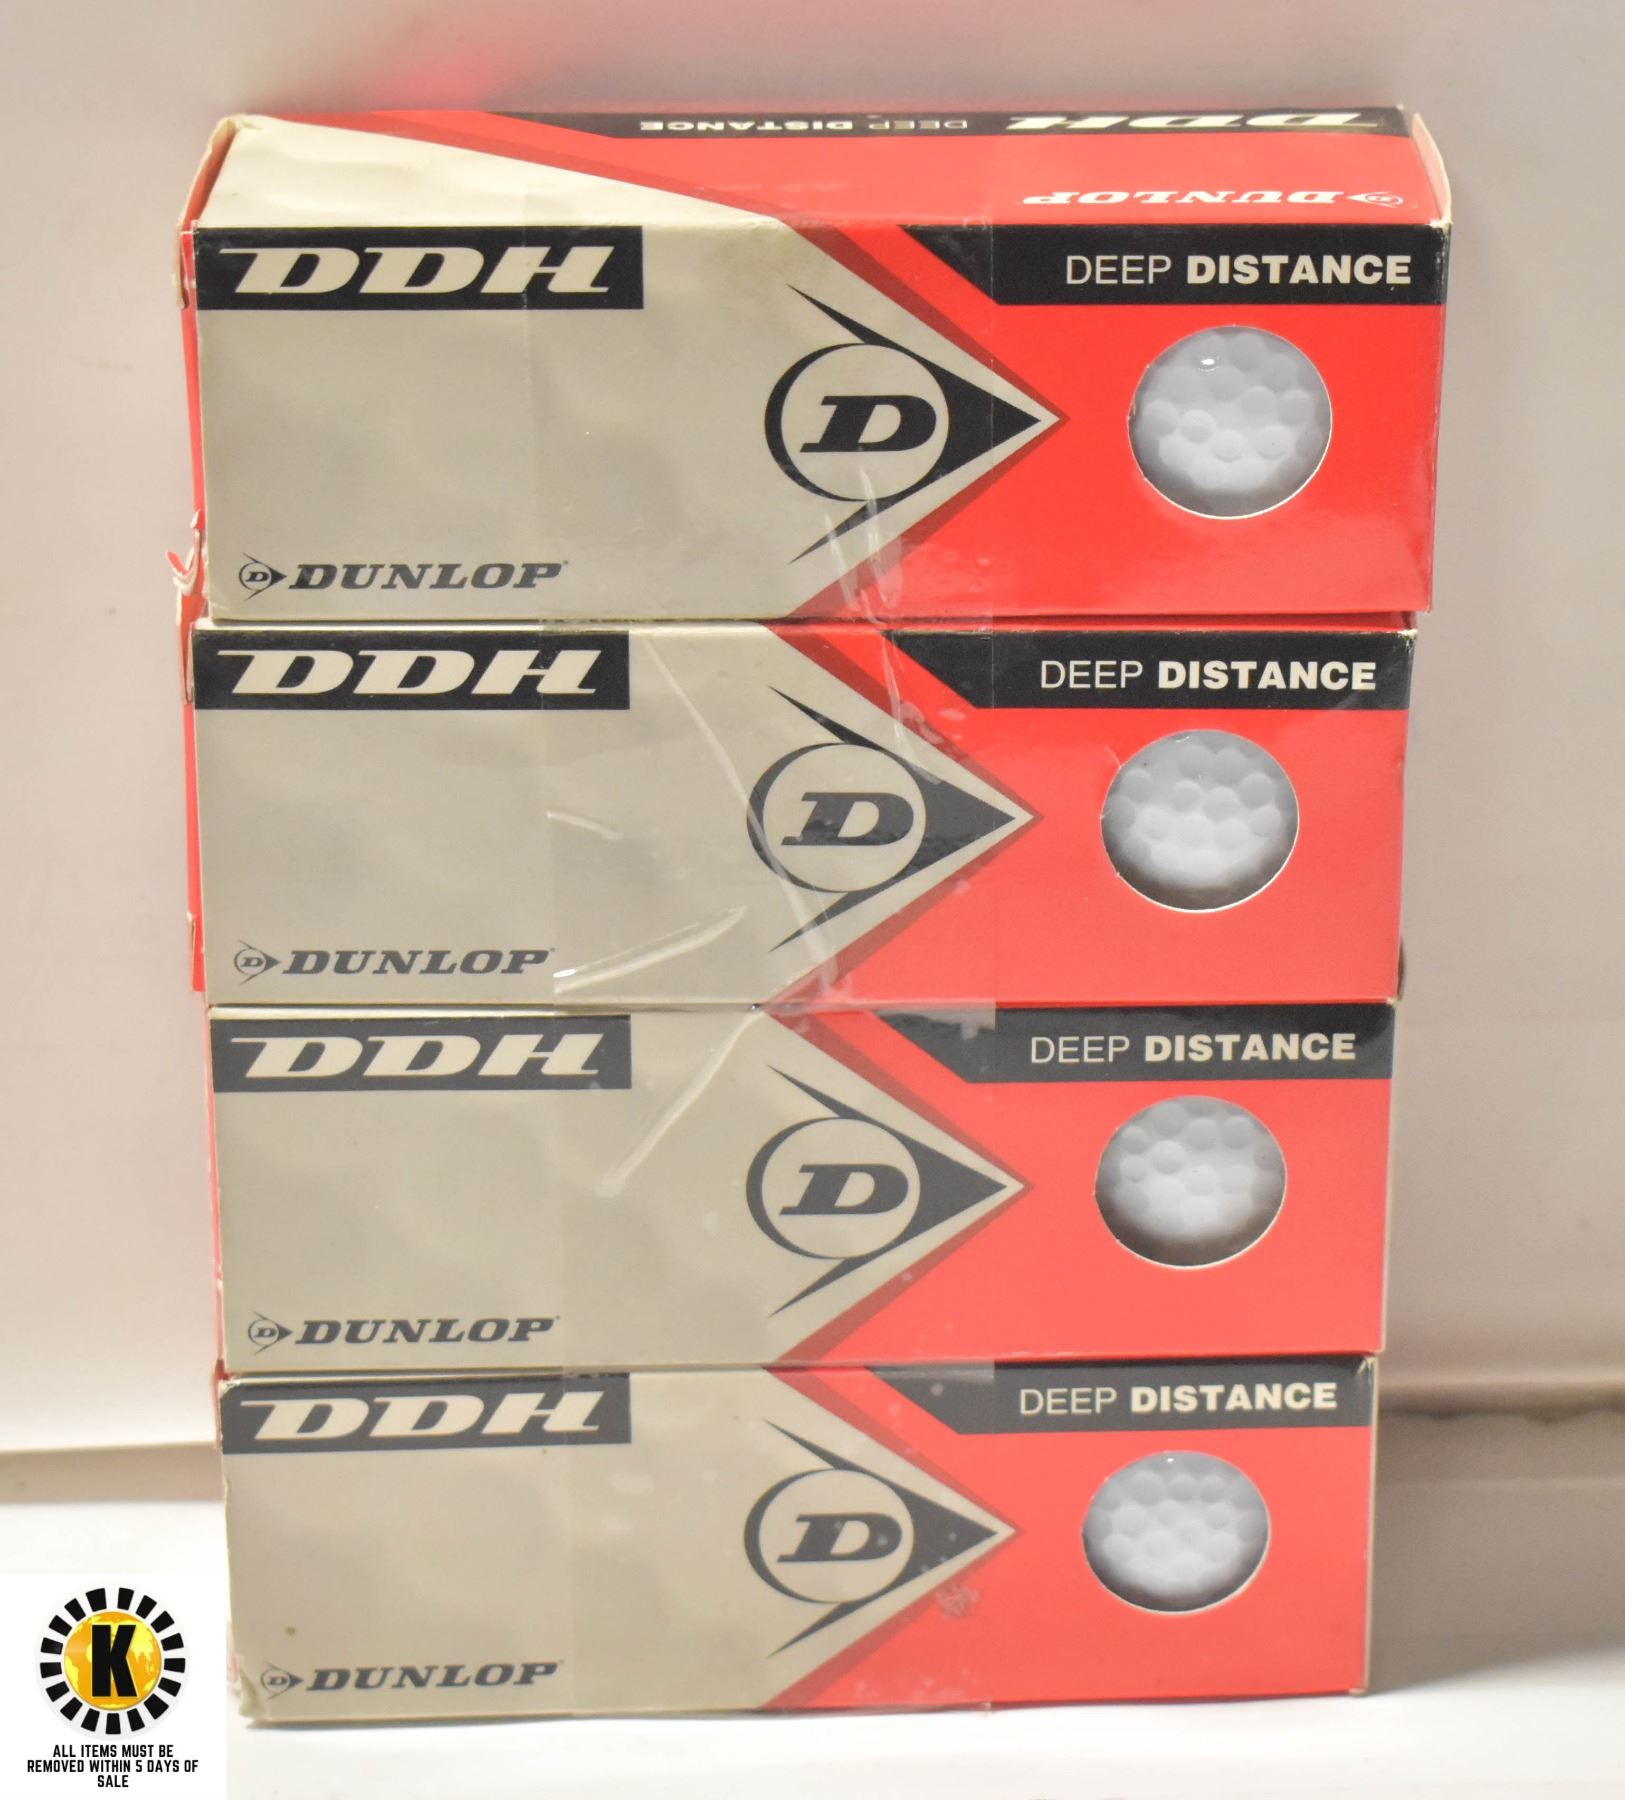 DDH DEEP DISTANCE
DUNLOP
DDH DEEP DISTANCE
D
DUNLOP
DDH DEEP DISTANCE
D
DUNLOP
DDH DEEP DISTANCE
D
DUNLOP
DDH DEEP DISTANCE
D
DUNLOP
K
ALL ITEMS MUST BE
REMOVED WITHIN 5 DAYS OF
SALE